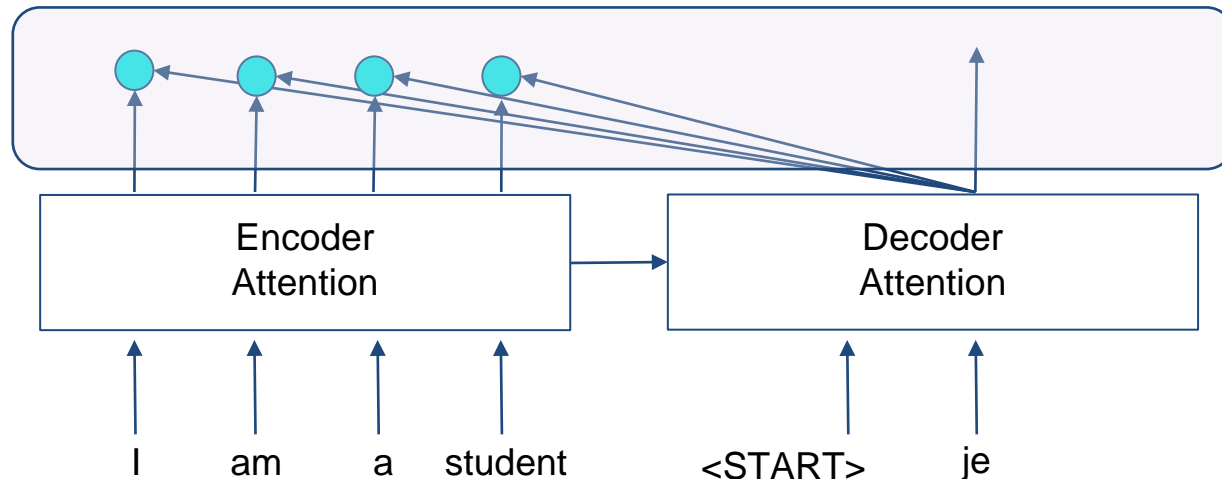 Encoder
Attention
Decoder
Attention
I am a student <START> je